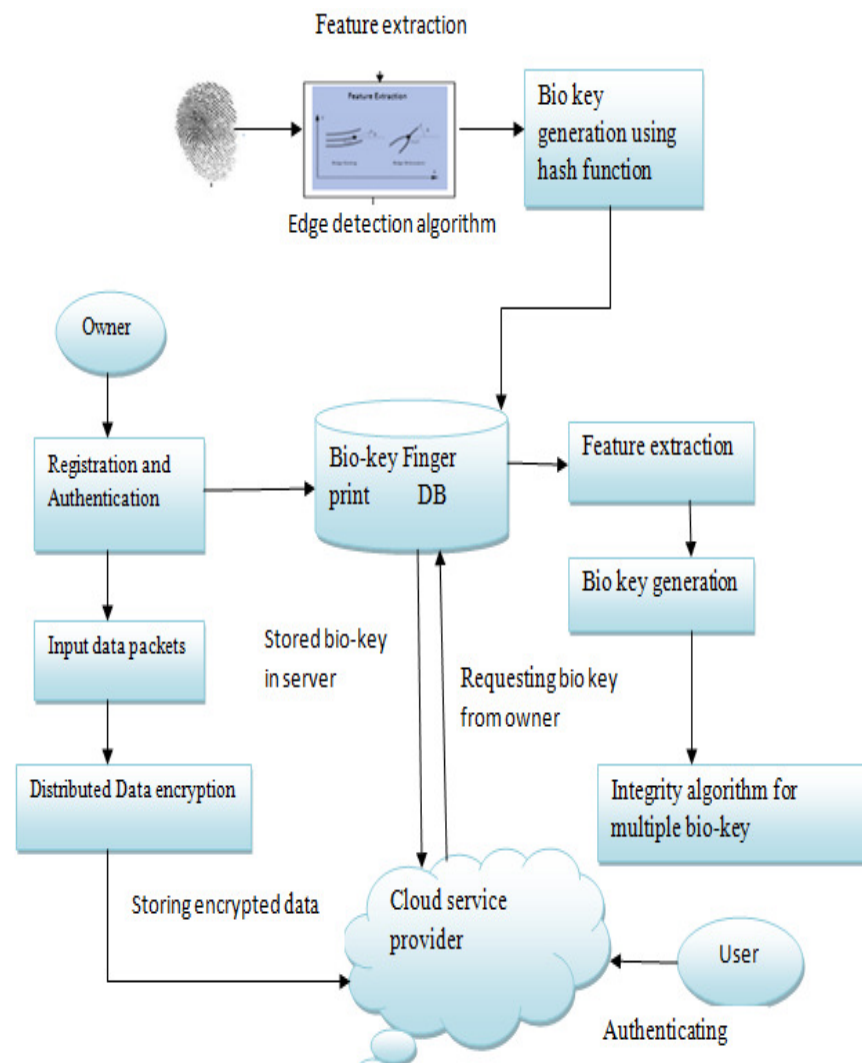 Feature extraction
Feature Extraction
Bio key
generation using
hash function
Edge detection algorithm
Owner
Registration and
Authentication
Bio-key Finger
print DB
Feature extraction
Bio key generation
Input data packets
Stored bio-key
in server
Requesting bio key
from owner
Distributed Data encryption
Integrity algorithm for
multiple bio-key
Storing encrypted data
Cloud service
provider
User
Authenticating